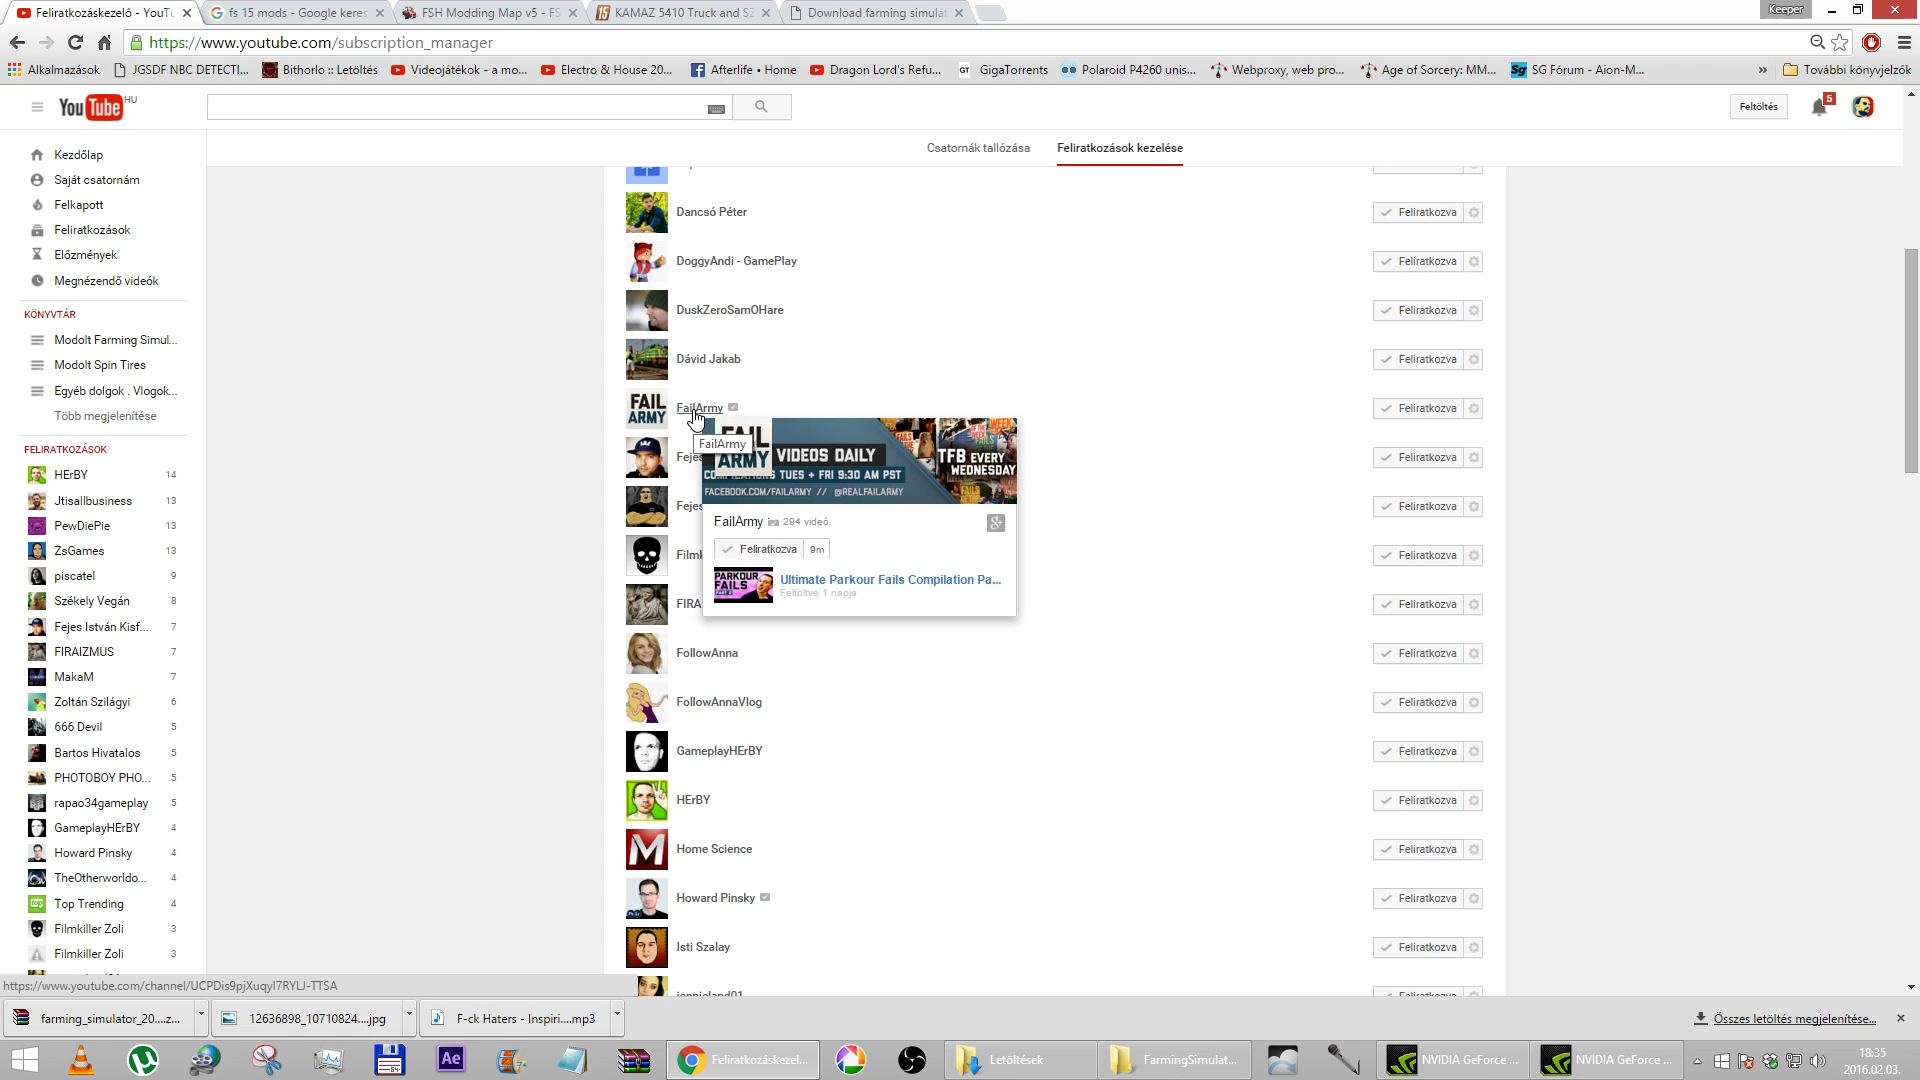 Feliratkozáskezelő - YouTu
fs 15 mods - Google keres
FSH Modding Map v5 - FS
KAMAZ 5410 Truck and SZ
Download farming simulat
Keeper
https://www.youtube.com/subscription_manager
Alkalmazások
JGSDF NBC DETECTI...
Bithorlo :: Letöltés
Videojátékok - a mo...
Electro & House 20...
Afterlife • Home
Dragon Lord's Refu...
GT
GigaTorrents
Polaroid P4260 unis...
Webproxy, web pro...
Age of Sorcery: MM...
Sg
SG Fórum - Aion-M...
»
További könyvjelzők
YouTube HU
Feltöltés
5
Csatornák tallózása
Feliratkozások kezelése
Kezdőlap
Saját csatornám
Felkapott
Feliratkozások
Előzmények
Megnézendő videók
KÖNYVTÁR
Modolt Farming Simul...
Modolt Spin Tires
Egyéb dolgok . Vlogok...
Több megjelenítése
FELIRATKOZÁSOK
HErBY 14
Jtisallbusiness 13
PewDiePie 13
ZsGames 13
piscatel 9
Székely Vegán 8
Fejes István Kisf... 7
FIRAIZMUS 7
MakaM 7
Zoltán Szilágyi 6
666 Devil 5
Bartos Hivatalos 5
PHOTOBOY PHO... 5
rapao34gameplay 5
GameplayHErBY 4
Howard Pinsky 4
TheOtherworldo... 4
Top Trending 4
Filmkiller Zoli 3
Filmkiller Zoli 3
Dancsó Péter Feliratkozva
DoggyAndi - GamePlay Feliratkozva
DuskZeroSamOHare Feliratkozva
Dávid Jakab Feliratkozva
FAIL ARMY FailArmy Feliratkozva
Fejes Feliratkozva
Fejes Feliratkozva
Filmk Feliratkozva
FIRA Feliratkozva
FollowAnna Feliratkozva
FollowAnnaVlog Feliratkozva
GameplayHErBY Feliratkozva
HErBY Feliratkozva
Home Science Feliratkozva
Howard Pinsky Feliratkozva
Isti Szalay Feliratkozva
jennieland01 Feliratkozva
FailArmy
FAIL
ARMY
VIDEOS DAILY
COMPILATIONS TUES + FRI 9:30 AM PST
FACEBOOK.COM/FAILARMY // @REALFAILARMY
TFB EVERY
WEDNESDAY
FailArmy 294 videó
Feliratkozva 9m
PARKOUR
FAILS
Ultimate Parkour Fails Compilation Pa...
Feltöltve 1 napja
https://www.youtube.com/channel/UCPDis9pjXuqyI7RYLJ-TTSA
farming_simulator_20....z...
12636898_10710824....jpg
F-ck Haters - Inspiri....mp3
Összes letöltés megjelenítése...
Ae
Feliratkozáskezel...
Letöltések
FarmingSimulat...
NVIDIA GeForce ...
NVIDIA GeForce ...
18:35
2016.02.03.